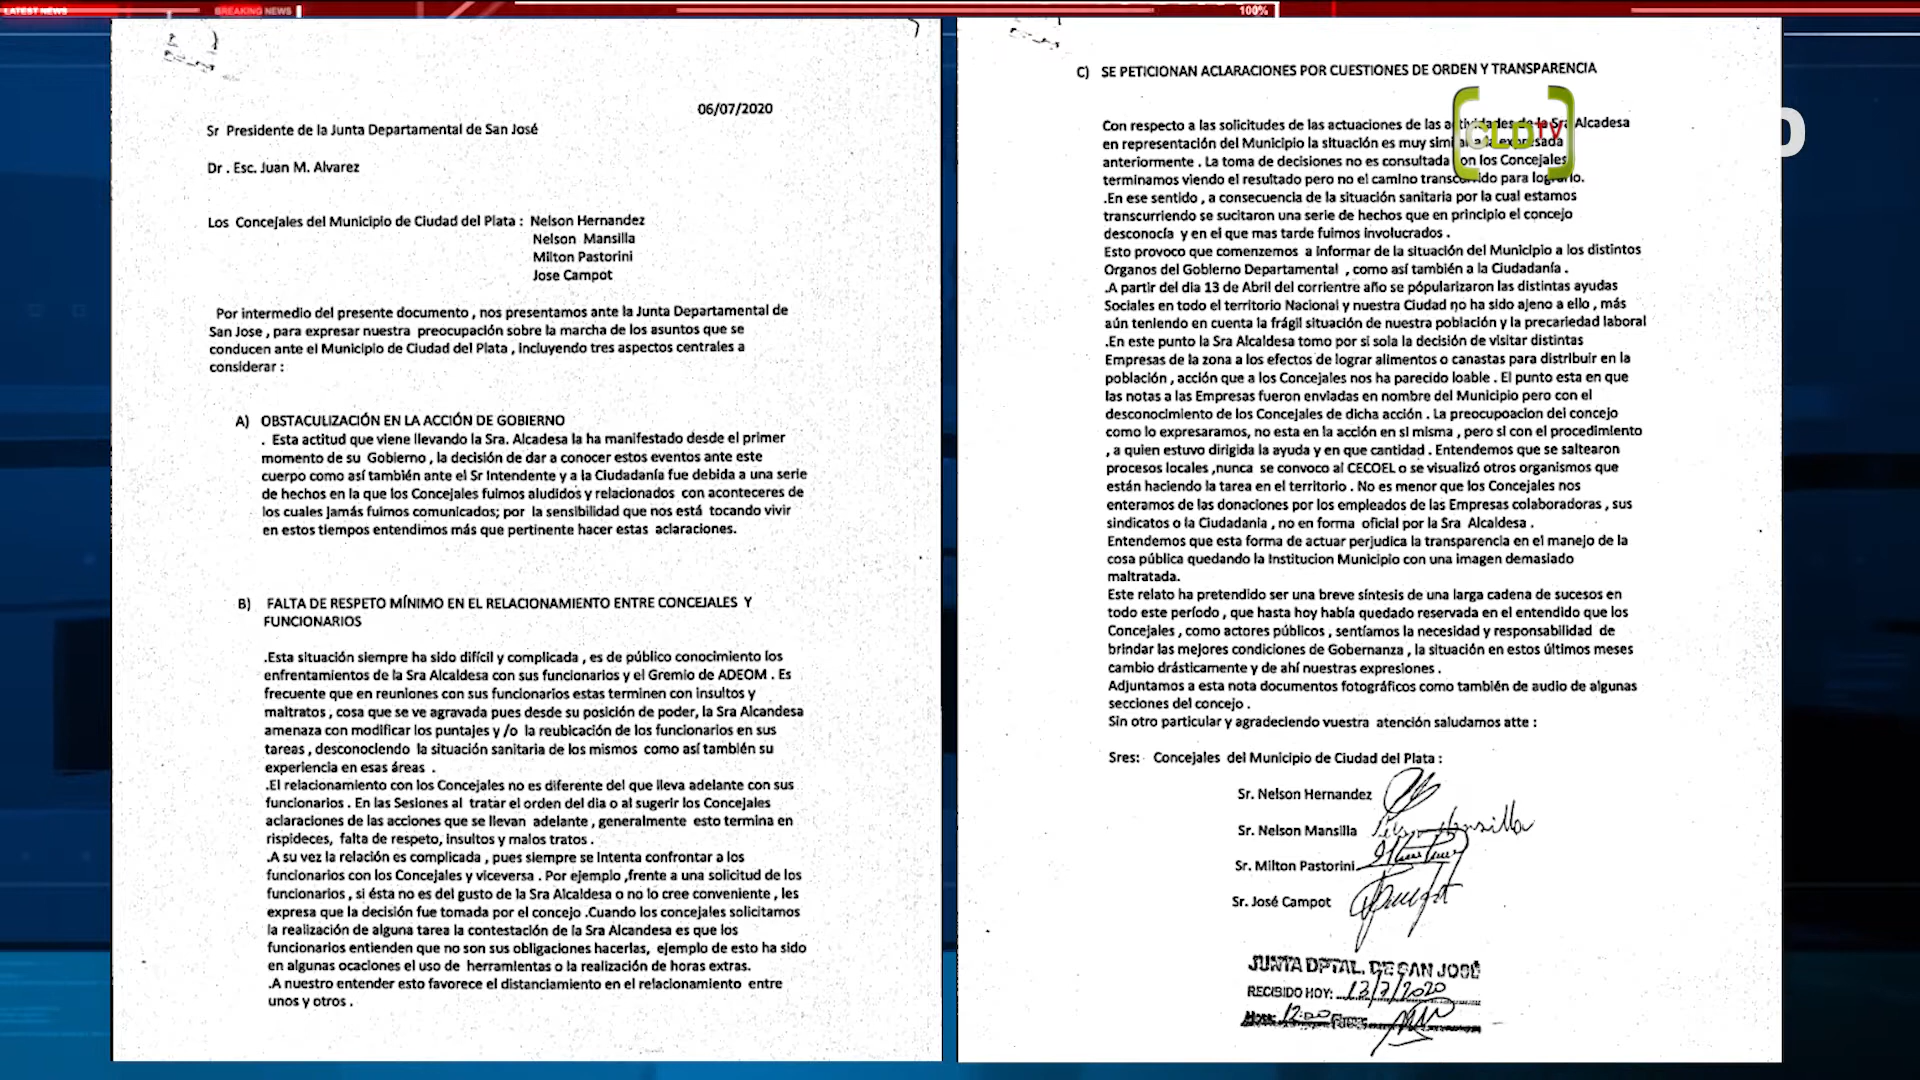 LATEST NEWS
BREAKING NEWS
100%
06/07/2020
Sr Presidente de la Junta Departamental de San José
Dr . Esc. Juan M. Alvarez
Los Concejales del Municipio de Ciudad del Plata : Nelson Hernandez
Nelson Mansilla
Milton Pastorini
Jose Campot
Por intermedio del presente documento , nos presentamos ante la Junta Departamental de
San Jose , para expresar nuestra preocupación sobre la marcha de los asuntos que se
conducen ante el Municipio de Ciudad del Plata , incluyendo tres aspectos centrales a
considerar :
A) OBSTACULIZACIÓN EN LA ACCIÓN DE GOBIERNO
. Esta actitud que viene llevando la Sra. Alcadesa la ha manifestado desde el primer
momento de su Gobierno , la decisión de dar a conocer estos eventos ante este
cuerpo como así también ante el Sr Intendente y a la Ciudadanía fue debida a una serie
de hechos en la que los Concejales fuimos aludidos y relacionados con aconteceres de
los cuales jamás fuimos comunicados; por la sensibilidad que nos está tocando vivir
en estos tiempos entendimos más que pertinente hacer estas aclaraciones.
B) FALTA DE RESPETO MÍNIMO EN EL RELACIONAMIENTO ENTRE CONCEJALES Y
FUNCIONARIOS
.Esta situación siempre ha sido difícil y complicada , es de público conocimiento los
enfrentamientos de la Sra Alcaldesa con sus funcionarios y el Gremio de ADEOM . Es
frecuente que en reuniones con sus funcionarios estas terminen con insultos y
maltratos , cosa que se ve agravada pues desde su posición de poder, la Sra Alcandesa
amenaza con modificar los puntajes y /o la reubicación de los funcionarios en sus
tareas , desconociendo la situación sanitaria de los mismos como así también su
experiencia en esas áreas .
.El relacionamiento con los Concejales no es diferente del que lleva adelante con sus
funcionarios . En las Sesiones al tratar el orden del dia o al sugerir los Concejales
aclaraciones de las acciones que se llevan adelante , generalmente esto termina en
rispideces, falta de respeto, insultos y malos tratos .
.A su vez la relación es complicada , pues siempre se intenta confrontar a los
funcionarios con los Concejales y viceversa . Por ejemplo ,frente a una solicitud de los
funcionarios , si ésta no es del gusto de la Sra Alcaldesa o no lo cree conveniente , les
expresa que la decisión fue tomada por el concejo .Cuando los concejales solicitamos
la realización de alguna tarea la contestación de la Sra Alcandesa es que los
funcionarios entienden que no son sus obligaciones hacerlas, ejemplo de esto ha sido
en algunas ocaciones el uso de herramientas o la realización de horas extras.
.A nuestro entender esto favorece el distanciamiento en el relacionamiento entre
unos y otros .
C) SE PETICIONAN ACLARACIONES POR CUESTIONES DE ORDEN Y TRANSPARENCIA
CLDTV
O
Con respecto a las solicitudes de las actuaciones de las actividades de la Sra Alcadesa
en representación del Municipio la situación es muy similar a la expresada
anteriormente . La toma de decisiones no es consultada con los Concejales
terminamos viendo el resultado pero no el camino transcurrido para lograrlo.
.En ese sentido , a consecuencia de la situación sanitaria por la cual estamos
transcurriendo se sucitaron una serie de hechos que en principio el concejo
desconocía y en el que mas tarde fuimos involucrados .
Esto provoco que comenzemos a informar de la situación del Municipio a los distintos
Organos del Gobierno Departamental , como así también a la Ciudadanía .
.A partir del dia 13 de Abril del corrientre año se pópularizaron las distintas ayudas
Sociales en todo el territorio Nacional y nuestra Ciudad no ha sido ajeno a ello , más
aún teniendo en cuenta la frágil situación de nuestra población y la precariedad laboral
.En este punto la Sra Alcaldesa tomo por si sola la decisión de visitar distintas
Empresas de la zona a los efectos de lograr alimentos o canastas para distribuir en la
población , acción que a los Concejales nos ha parecido loable . El punto esta en que
las notas a las Empresas fueron enviadas en nombre del Municipio pero con el
desconocimiento de los Concejales de dicha acción . La preocupoacion del concejo
como lo expresaramos, no esta en la acción en si misma , pero si con el procedimiento
, a quien estuvo dirigida la ayuda y en que cantidad . Entendemos que se saltearon
procesos locales ,nunca se convoco al CECOEL o se visualizó otros organismos que
están haciendo la tarea en el territorio . No es menor que los Concejales nos
enteramos de las donaciones por los empleados de las Empresas colaboradoras , sus
sindicatos o la Ciudadania , no en forma oficial por la Sra Alcaldesa .
Entendemos que esta forma de actuar perjudica la transparencia en el manejo de la
cosa pública quedando la Institucion Municipio con una imagen demasiado
maltratada.
Este relato ha pretendido ser una breve síntesis de una larga cadena de sucesos en
todo este período , que hasta hoy había quedado reservada en el entendido que los
Concejales , como actores públicos , sentíamos la necesidad y responsabilidad de
brindar las mejores condiciones de Gobernanza , la situación en estos últimos meses
cambio drásticamente y de ahí nuestras expresiones .
Adjuntamos a esta nota documentos fotográficos como también de audio de algunas
secciones del concejo .
Sin otro particular y agradeciendo vuestra atención saludamos atte :
Sres: Concejales del Municipio de Ciudad del Plata :
Sr. Nelson Hernandez
Sr. Nelson Mansilla Nelson Mansilla
Sr. Milton Pastorini
Sr. José Campot
JUNTA DPTAL. DE SAN JOSÉ
RECIBIDO HOY: 13/7/2020
Hora: 12:00 Firma: